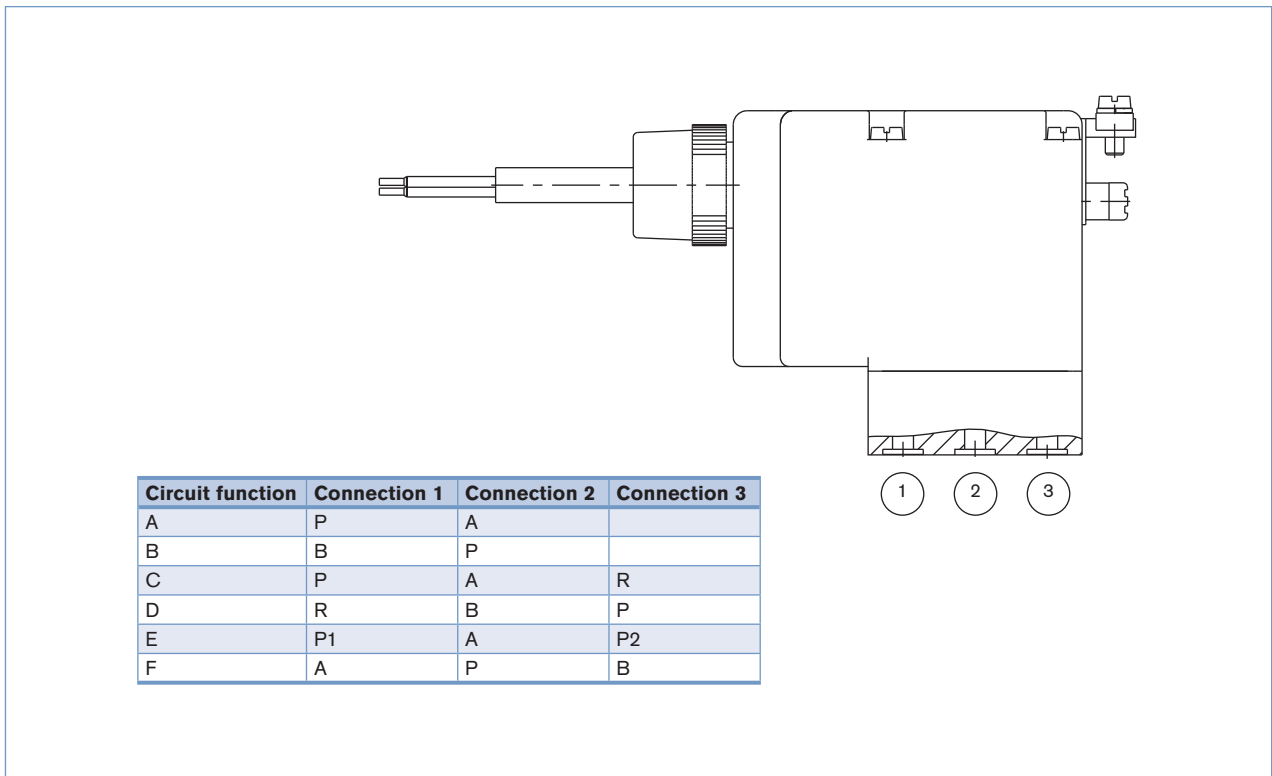 1 2 3
Circuit function Connection 1 Connection 2 Connection 3
A P A
B B P
C P A R
D R B P
E P1 A P2
F A P B